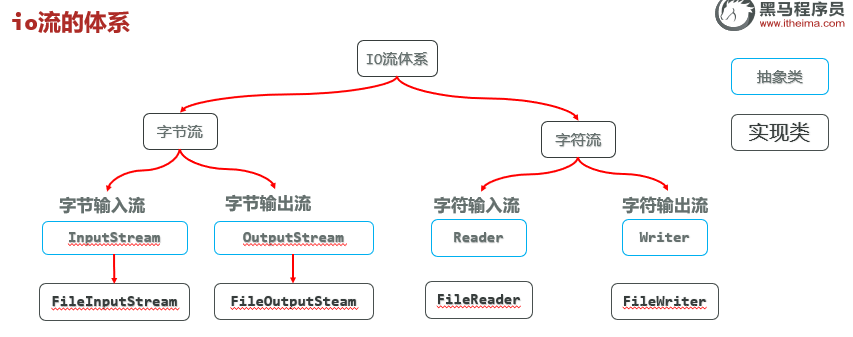 io流的体系
黑马程序员
www.itheima.com
IO流体系
抽象类
字节流
字符流
实现类
字节输入流
字节输出流
字符输入流
字符输出流
InputStream
OutputStream
Reader
Writer
FileInputStream
FileOutputSteam
FileReader
FileWriter